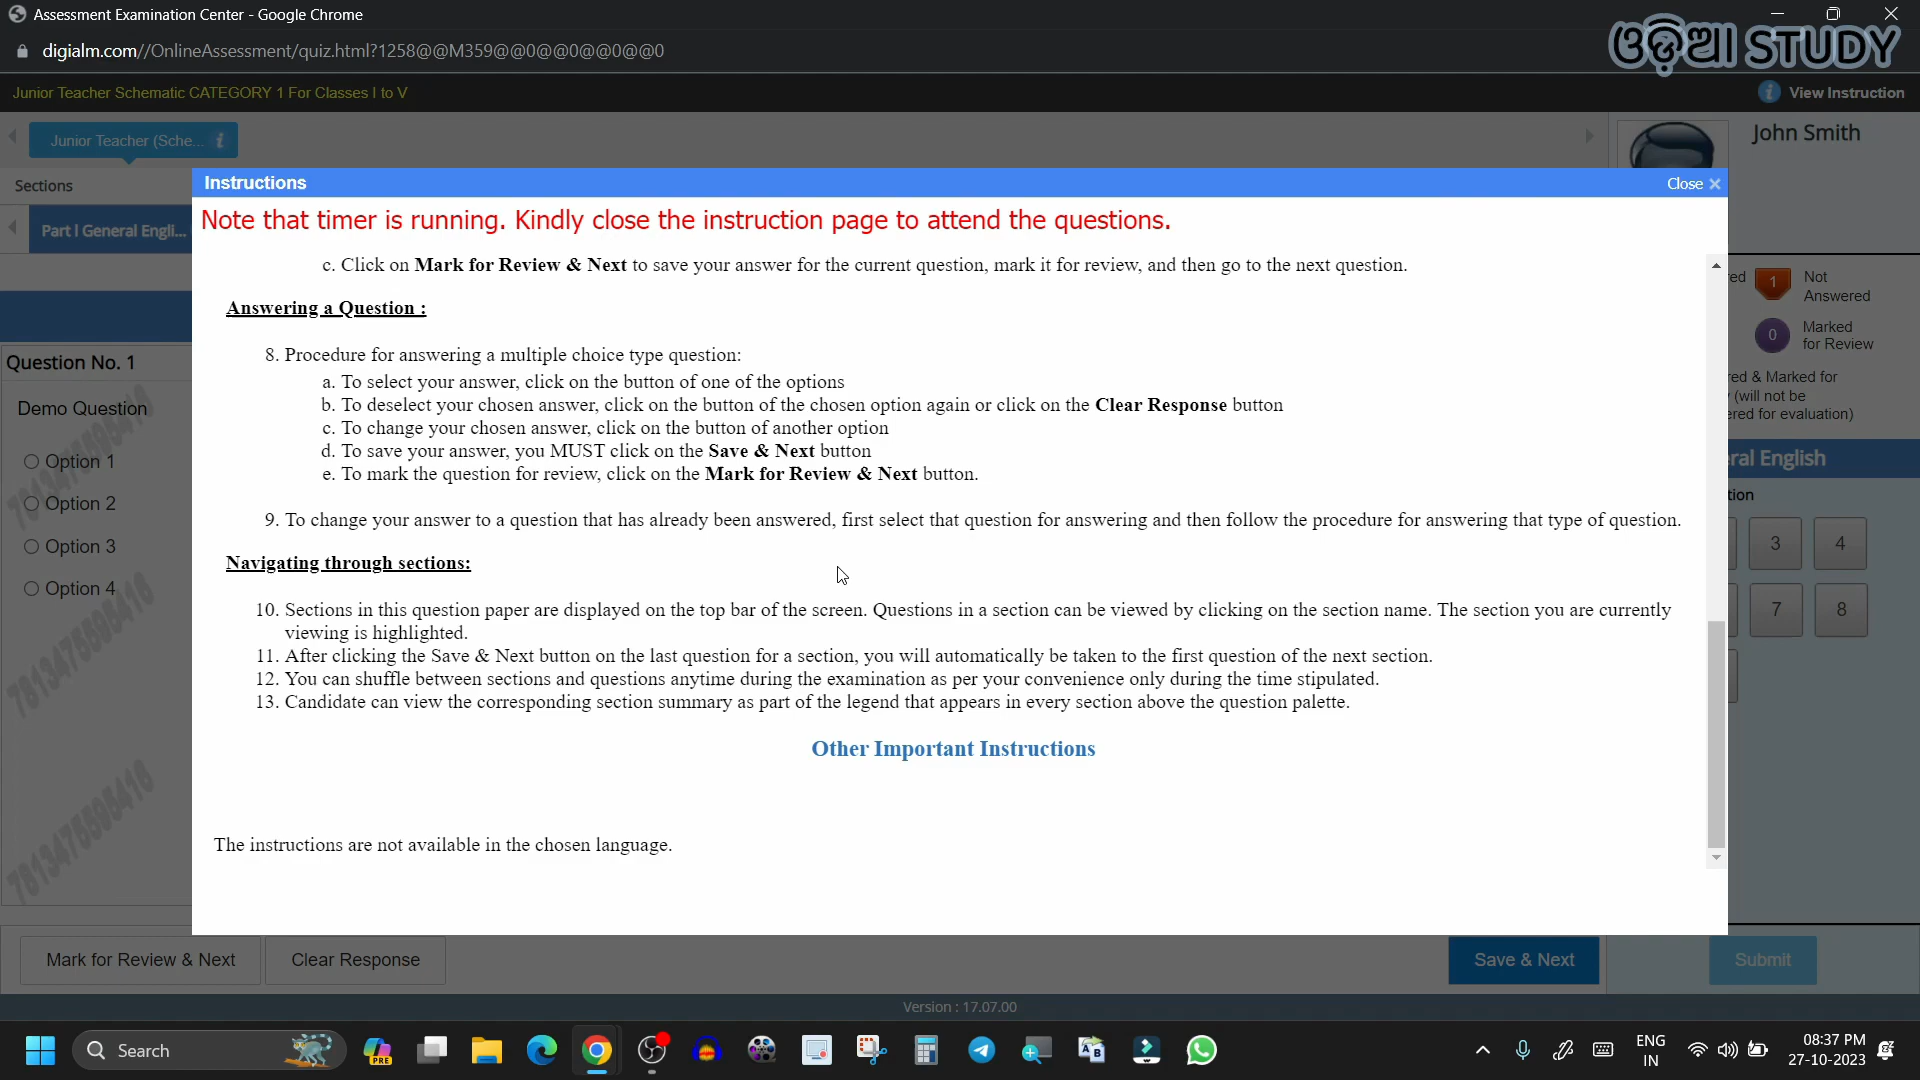 Assessment Examination Center - Google Chrome
digialm.com//OnlineAssessment/quiz.html?1258@@M359@@0@@0@@0@@0
ଓଡ଼ିଆ STUDY
Junior Teacher Schematic CATEGORY 1 For Classes I to V
View Instruction
Junior Teacher (Sche...
John Smith
Sections
Part I General Engli...
Instructions
Close
Note that timer is running. Kindly close the instruction page to attend the questions.
c. Click on Mark for Review & Next to save your answer for the current question, mark it for review, and then go to the next question.
Answering a Question :
8. Procedure for answering a multiple choice type question:
a. To select your answer, click on the button of one of the options
b. To deselect your chosen answer, click on the button of the chosen option again or click on the Clear Response button
c. To change your chosen answer, click on the button of another option
d. To save your answer, you MUST click on the Save & Next button
e. To mark the question for review, click on the Mark for Review & Next button.
9. To change your answer to a question that has already been answered, first select that question for answering and then follow the procedure for answering that type of question.
Navigating through sections:
10. Sections in this question paper are displayed on the top bar of the screen. Questions in a section can be viewed by clicking on the section name. The section you are currently
viewing is highlighted.
11. After clicking the Save & Next button on the last question for a section, you will automatically be taken to the first question of the next section.
12. You can shuffle between sections and questions anytime during the examination as per your convenience only during the time stipulated.
13. Candidate can view the corresponding section summary as part of the legend that appears in every section above the question palette.
Other Important Instructions
The instructions are not available in the chosen language.
Question No. 1
Demo Question
Option 1
Option 2
Option 3
Option 4
ed
1
Not
Answered
0
Marked
for Review
ed & Marked for
(will not be
ered for evaluation)
ral English
tion
3 4
7 8
Mark for Review & Next
Clear Response
Save & Next
Submit
Version : 17.07.00
Search
PRE
ENG
IN
08:37 PM
27-10-2023